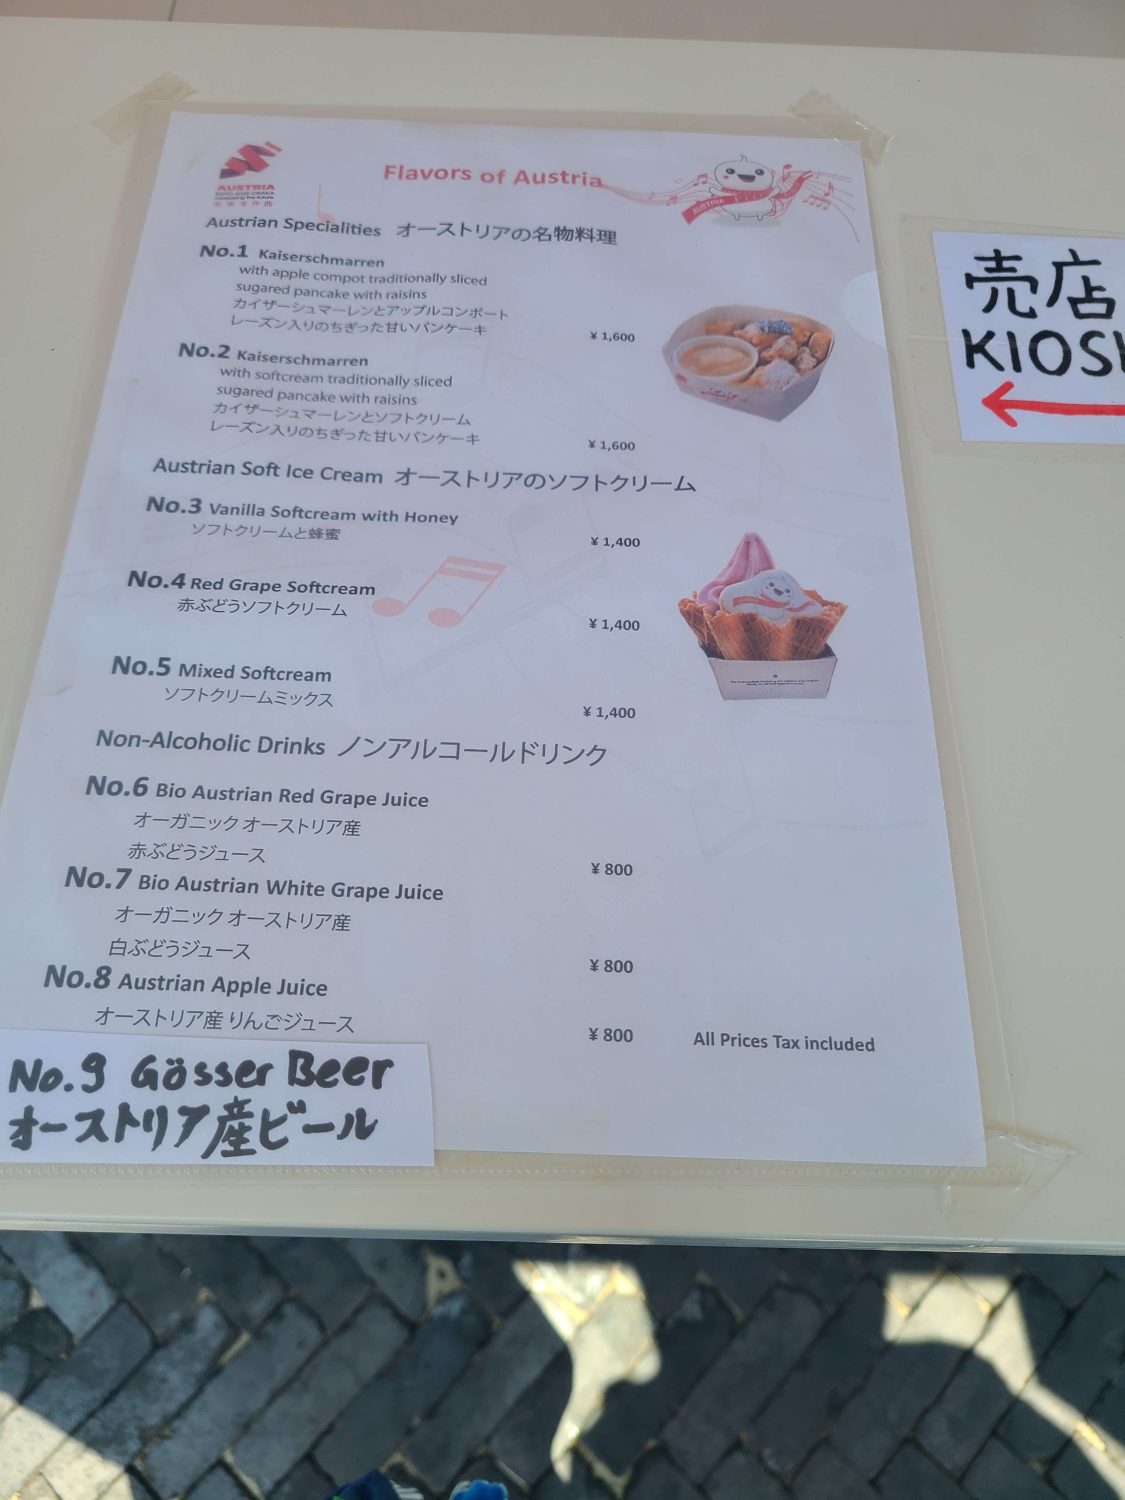 AUSTRIA
EXPO 2025 OSAKA
composing the future
未来を作曲
Flavors of Austria
AUSTRIA
Austrian Specialities オーストリアの名物料理
No.1 Kaiserschmarren
with apple compot traditionally sliced
sugared pancake with raisins
カイザーシュマーレンとアップルコンポート
レーズン入りのちぎった甘いパンケーキ
¥ 1,600
No.2 Kaiserschmarren
with softcream traditionally sliced
sugared pancake with raisins
カイザーシュマーレンとソフトクリーム
レーズン入りのちぎった甘いパンケーキ
¥ 1,600
Austrian Soft Ice Cream オーストリアのソフトクリーム
No.3 Vanilla Softcream with Honey
ソフトクリームと蜂蜜
¥ 1,400
No.4 Red Grape Softcream
赤ぶどうソフトクリーム
¥ 1,400
No.5 Mixed Softcream
ソフトクリームミックス
¥ 1,400
Non-Alcoholic Drinks ノンアルコールドリンク
No.6 Bio Austrian Red Grape Juice
オーガニック オーストリア産
赤ぶどうジュース
¥ 800
No.7 Bio Austrian White Grape Juice
オーガニック オーストリア産
白ぶどうジュース
¥ 800
No.8 Austrian Apple Juice
オーストリア産 りんごジュース
¥ 800
All Prices Tax included
No.9 Gösser Beer
オーストリア産ビール
売店
KIOSK